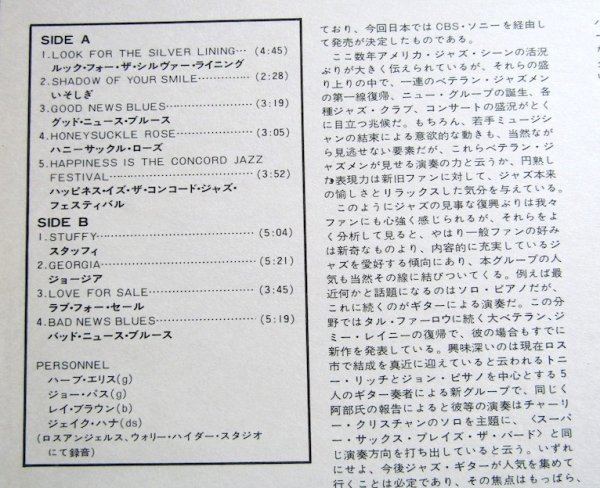 SIDE A
1.LOOK FOR THE SILVER LINING… (4:45)
ルック・フォー・ザ・シルヴァー・ライニング
2.SHADOW OF YOUR SMILE… (2:28)
いそしぎ
3.GOOD NEWS BLUES… (3:19)
グッド・ニュース・ブルース
4.HONEYSUCKLE ROSE… (3:05)
ハニーサックル・ローズ
5.HAPPINESS IS THE CONCORD JAZZ
FESTIVAL… (3:52)
ハッピネス・イズ・ザ・コンコード・ジャズ・
フェスティバル
SIDE B
1.STUFFY… (5:04)
スタッフィ
2.GEORGIA… (5:21)
ジョージア
3.LOVE FOR SALE… (3:45)
ラブ・フォー・セール
4.BAD NEWS BLUES… (5:19)
バッド・ニュース・ブルース
PERSONNEL
ハーブ・エリス(g)
ジョー・パス(g)
レイ・ブラウン(b)
ジェイク・ハナ(ds)
(ロスアンジェルス、ウォリー・ハイダー・スタジオ
にて録音)
ており、今回日本では CBS・ソニーを経由し
て発売が決定したものである。
ここ数年アメリカ・ジャズ・シーンの活況
ぶりが大きく伝えられているが、それらの盛
り上りの中で、一連のベテラン・ジャズメン
の第一線復帰、ニュー・グループの誕生、各
種ジャズ・クラブ、コンサートの盛況がとく
に目立つ兆候だ。もちろん、若手ミュージシ
ャンの結束による意欲的な動きも、当然なが
ら見逃せない要素だが、これらベテラン・ジ
ャズメンが見せる演奏の力と云うか、円熟し
た表現力は新旧ファンに対して、ジャズ本来
の愉しさとリラックスした気分を与えている。
このようにジャズの見事な復興ぶりは我々
ファンにも心強く感じられるが、それらをよ
く分析して見ると、やはり一般ファンの好み
は新奇なものより、内容的に充実しているジ
ャズを愛好する傾向にあり、本グループの人
気も当然その線に結びついてくる。例えば最
近何かと話題になるのはソロ・ピアノだが、
これに続くのがギターによる演奏だ。この分
野ではタル・ファーロウに続く大ベテラン、ジ
ミー・レイニーの復帰で、彼の場合もすでに
新作を発表している。興味深いのは現在ロス
市で結成を真近に迎えていると云われるトニ
ー・リッチとジョン・ピサノを中心とする5
人のギター奏者による新グループで、同じく
阿部氏の報告によると彼等の演奏はチャーリ
ー・クリスチャンのソロを主題に、〈スーパ
ー・サックス・プレイズ・ザ・バード〉と同
じ演奏方向を打ち出していると云う。いずれ
にせよ、今後ジャズ・ギターが人気を集めて
行くことは必定であり、その焦点はもっぱら、